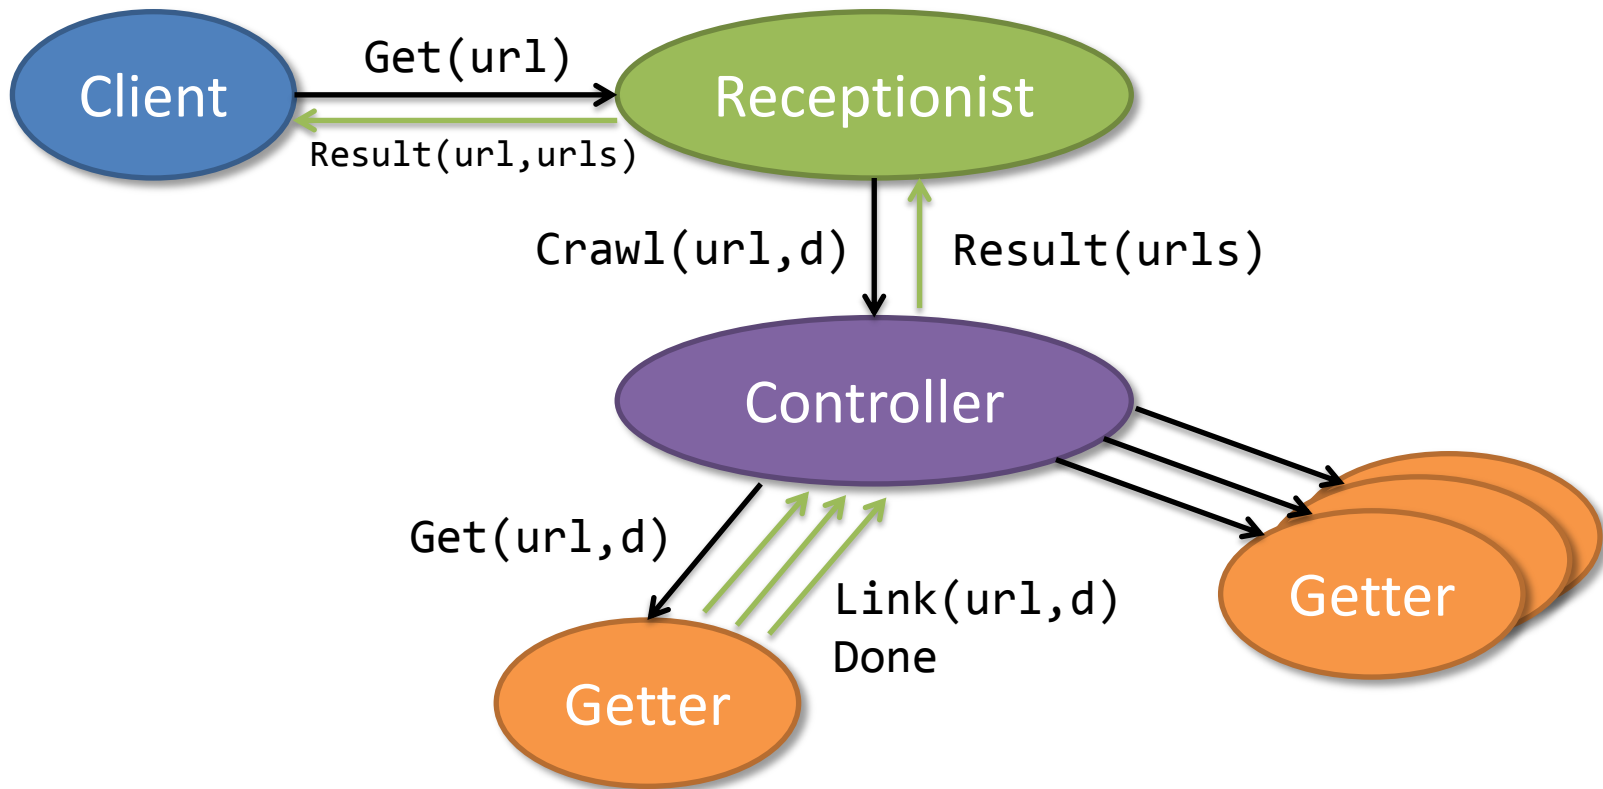 Client
Get(url)
Receptionist
Result(url,urls)
Crawl(url,d)
Result(urls)
Controller
Get(url,d)
Link(url,d)
Done
Getter
Getter